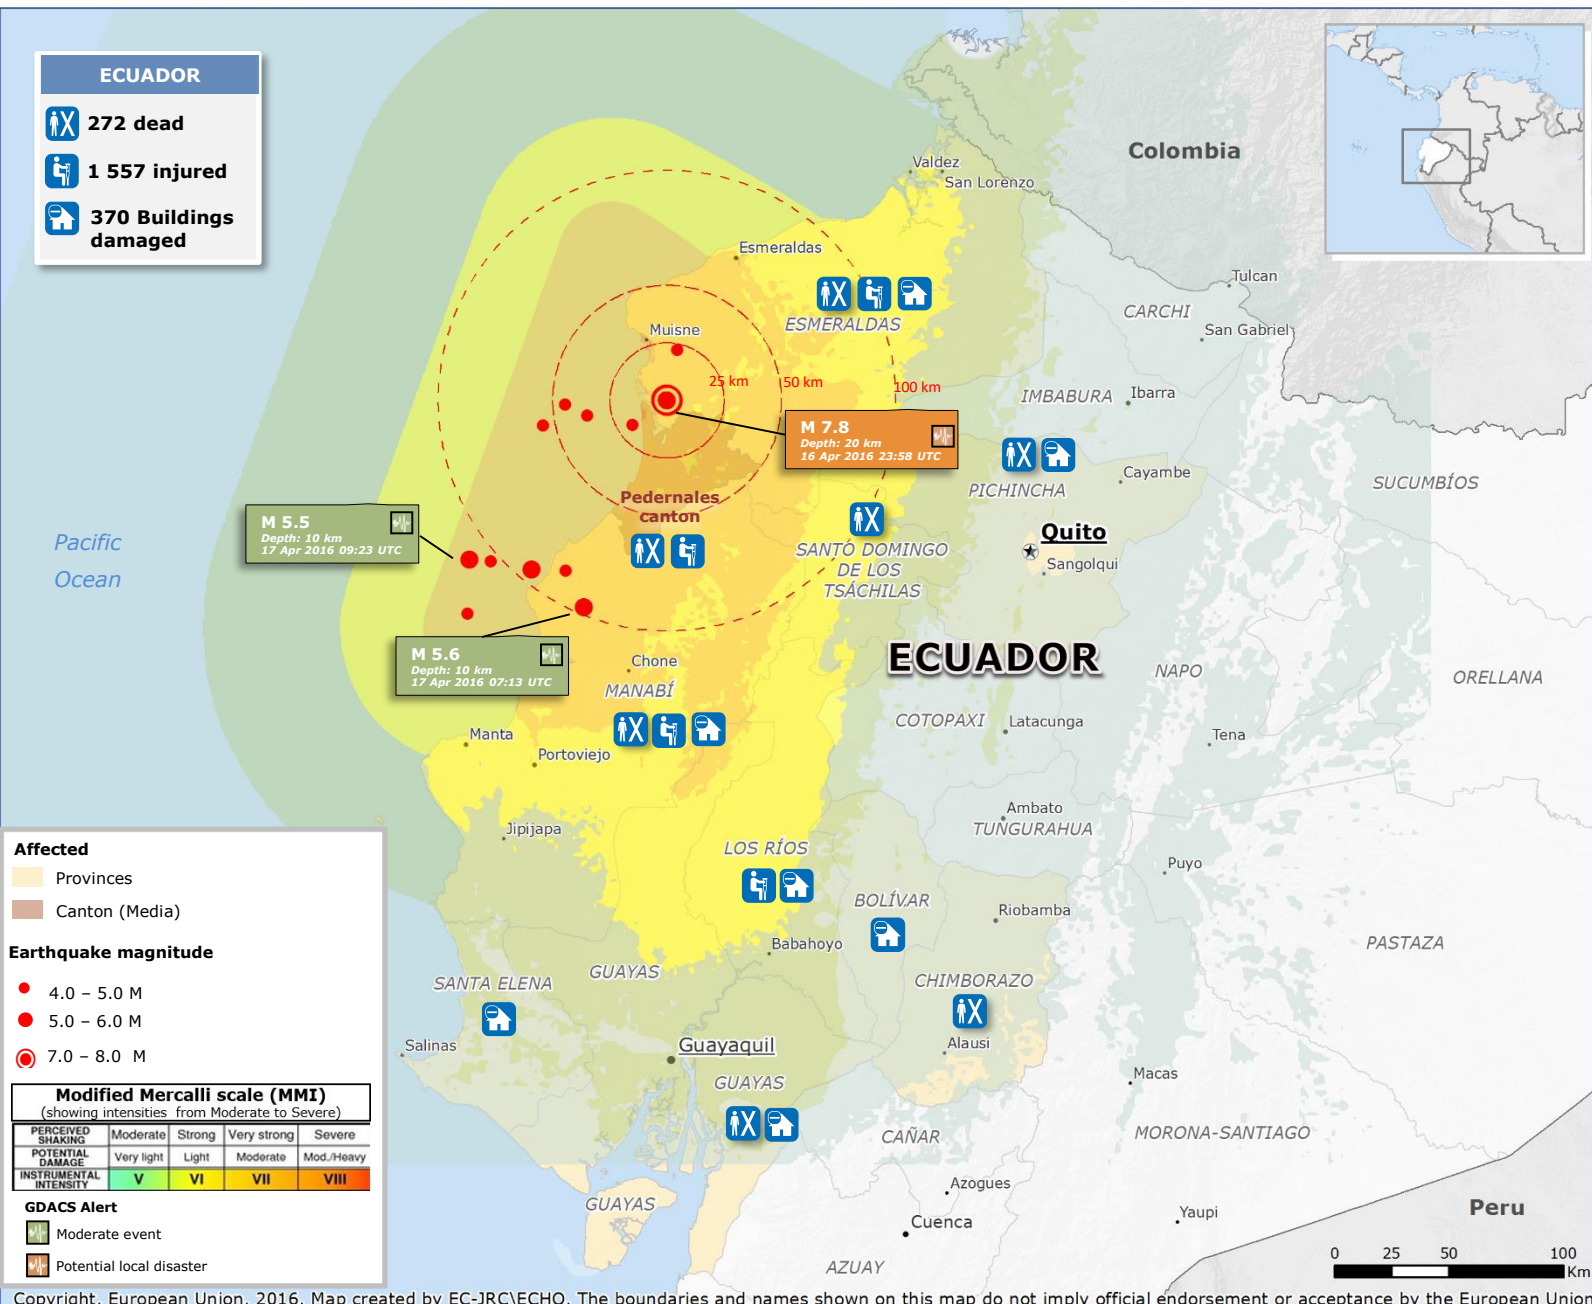 ECUADOR
272 dead
1 557 injured
370 Buildings
damaged
Colombia
Valdez
San Lorenzo
Esmeraldas
Tulcan
CARCHI
ESMERALDAS
Muisne
San Gabriel
25 km
50 km
100 km
IMBABURA
Ibarra
M 7.8
Depth: 20 km
16 Apr 2016 23:58 UTC
Cayambe
SUCUMBÍOS
PICHINCHA
Pedernales
canton
M 5.5
Depth: 10 km
17 Apr 2016 09:23 UTC
Pacific
Ocean
Quito
SANTO DOMINGO
DE LOS
TSÁCHILAS
Sangolqui
M 5.6
Depth: 10 km
17 Apr 2016 07:13 UTC
Chone
MANABÍ
ECUADOR
NAPO
ORELLANA
COTOPAXI
Latacunga
Tena
Manta
Portoviejo
Ambato
TUNGURAHUA
Jipijapa
LOS RÍOS
Puyo
BOLÍVAR
Riobamba
Babahoyo
PASTAZA
GUAYAS
SANTA ELENA
CHIMBORAZO
Salinas
Guayaquil
Alausi
GUAYAS
Macas
CAÑAR
MORONA-SANTIAGO
Azogues
GUAYAS
Cuenca
Yaupi
Peru
AZUAY
Affected
Provinces
Canton (Media)
Earthquake magnitude
4.0 – 5.0 M
5.0 – 6.0 M
7.0 – 8.0 M
Modified Mercalli scale (MMI)
(showing intensities from Moderate to Severe)
PERCEIVED SHAKING Moderate Strong Very strong Severe
POTENTIAL DAMAGE Very light Light Moderate Mod./Heavy
INSTRUMENTAL INTENSITY V VI VII VIII
GDACS Alert
Moderate event
Potential local disaster
0 25 50 100
Km
Copyright, European Union, 2016. Map created by EC-JRC\ECHO. The boundaries and names shown on this map do not imply official endorsement or acceptance by the European Union